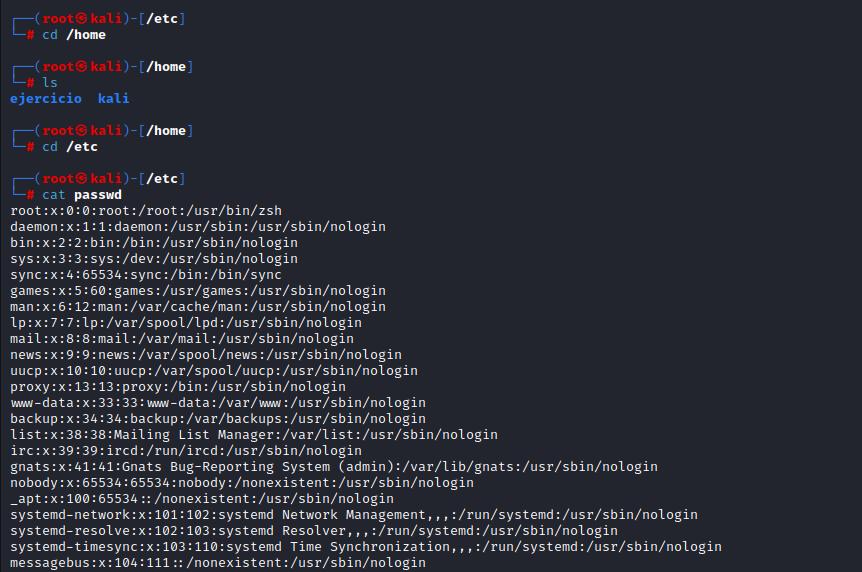 ┌──(root㉿kali)-[/etc]
└─# cd /home
┌──(root㉿kali)-[/home]
└─# ls
ejercicio  kali
┌──(root㉿kali)-[/home]
└─# cd /etc
┌──(root㉿kali)-[/etc]
└─# cat passwd
root:x:0:0:root:/root:/usr/bin/zsh
daemon:x:1:1:daemon:/usr/sbin:/usr/sbin/nologin
bin:x:2:2:bin:/bin:/usr/sbin/nologin
sys:x:3:3:sys:/dev:/usr/sbin/nologin
sync:x:4:65534:sync:/bin:/bin/sync
games:x:5:60:games:/usr/games:/usr/sbin/nologin
man:x:6:12:man:/var/cache/man:/usr/sbin/nologin
lp:x:7:7:lp:/var/spool/lpd:/usr/sbin/nologin
mail:x:8:8:mail:/var/mail:/usr/sbin/nologin
news:x:9:9:news:/var/spool/news:/usr/sbin/nologin
uucp:x:10:10:uucp:/var/spool/uucp:/usr/sbin/nologin
proxy:x:13:13:proxy:/bin:/usr/sbin/nologin
www-data:x:33:33:www-data:/var/www:/usr/sbin/nologin
backup:x:34:34:backup:/var/backups:/usr/sbin/nologin
list:x:38:38:Mailing List Manager:/var/list:/usr/sbin/nologin
irc:x:39:39:ircd:/run/ircd:/usr/sbin/nologin
gnats:x:41:41:Gnats Bug-Reporting System (admin):/var/lib/gnats:/usr/sbin/nologin
nobody:x:65534:65534:nobody:/nonexistent:/usr/sbin/nologin
_apt:x:100:65534::/nonexistent:/usr/sbin/nologin
systemd-network:x:101:102:systemd Network Management,,,:/run/systemd:/usr/sbin/nologin
systemd-resolve:x:102:103:systemd Resolver,,,:/run/systemd:/usr/sbin/nologin
systemd-timesync:x:103:110:systemd Time Synchronization,,,:/run/systemd:/usr/sbin/nologin
messagebus:x:104:111::/nonexistent:/usr/sbin/nologin